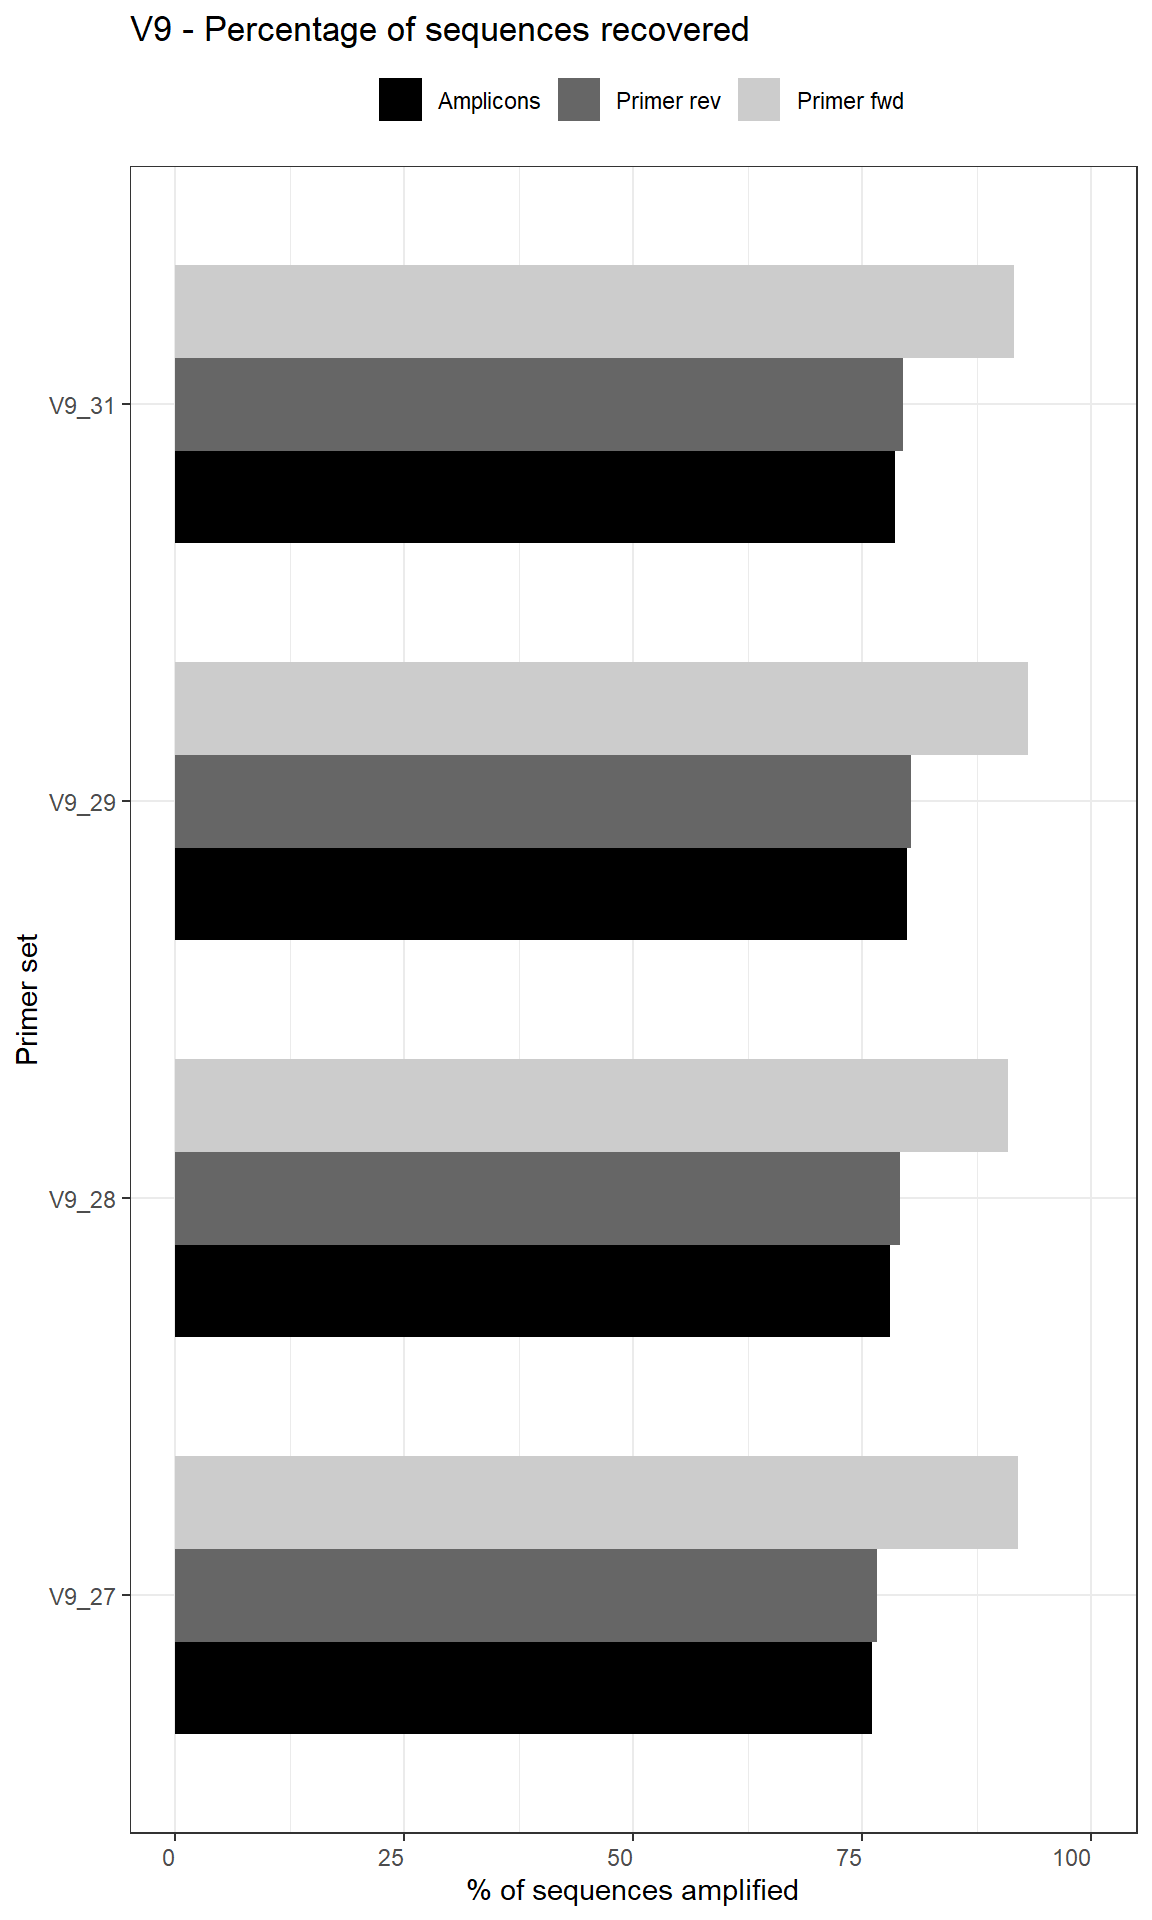 V9 - Percentage of sequences recovered
Amplicons Primer rev Primer fwd
V9_31
V9_29
Primer set
V9_28
V9_27
0 25 50 75 100
% of sequences amplified